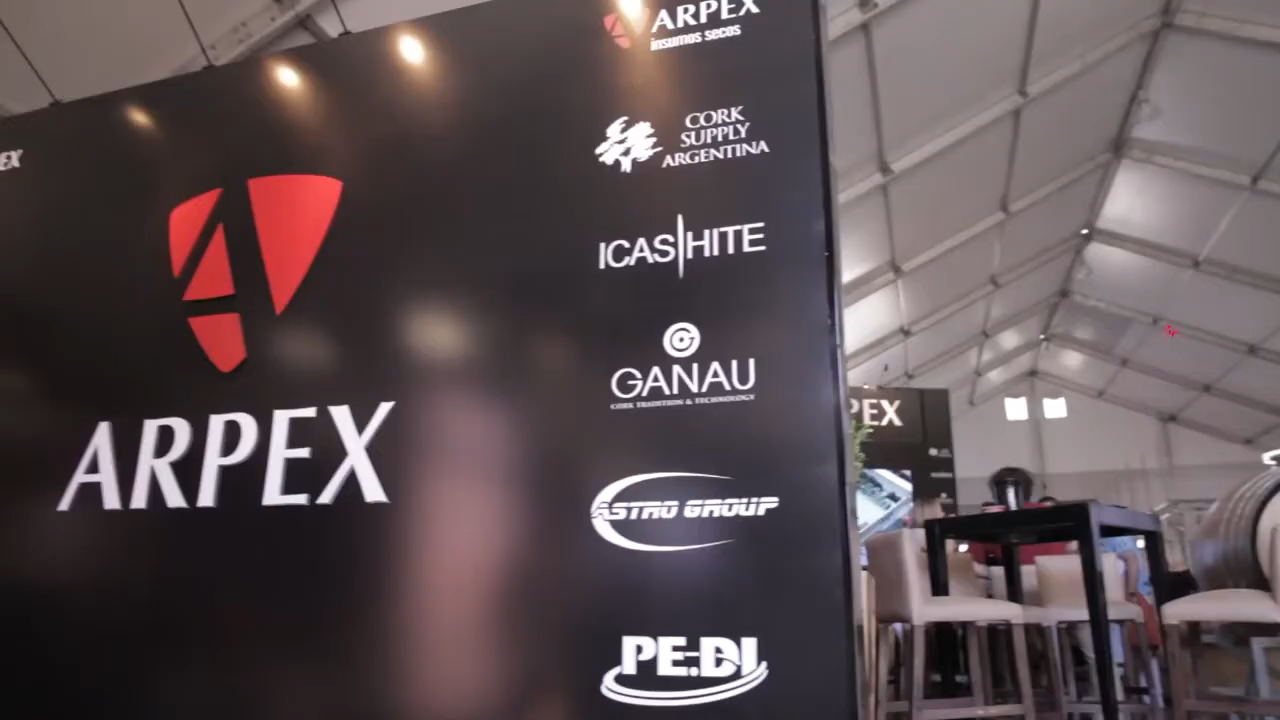 EX
ARPEX
ARPEX
insumos secos
CORK
SUPPLY
ARGENTINA
ICAS HITE
GANAU
CORK TRADITION & TECHNOLOGY
ASTRO GROUP
PE.DI
PEX